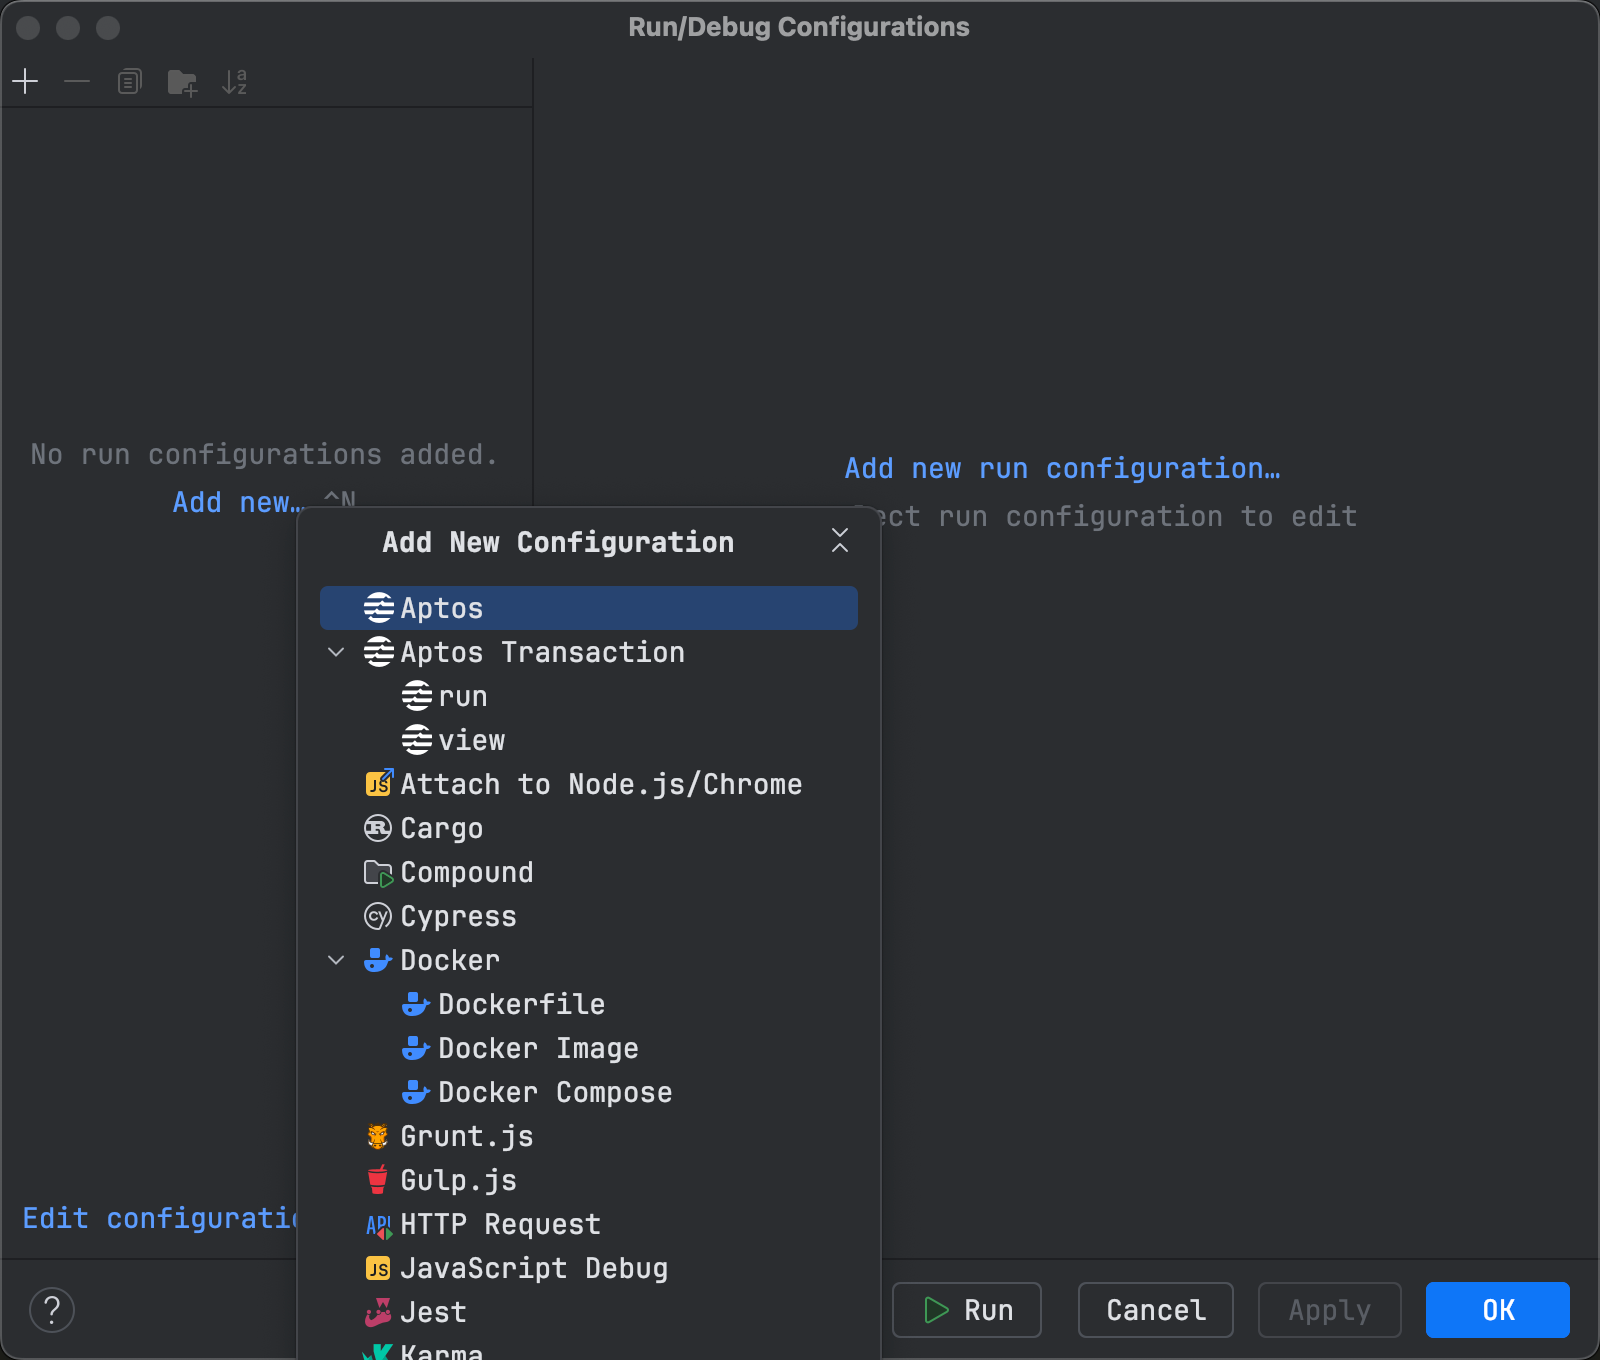 Run/Debug Configurations
No run configurations added.
Add new… ^N
Add new run configuration…
ect run configuration to edit
Add New Configuration
Aptos
Aptos Transaction
run
view
Attach to Node.js/Chrome
Cargo
Compound
Cypress
Docker
Dockerfile
Docker Image
Docker Compose
Grunt.js
Gulp.js
HTTP Request
JavaScript Debug
Jest
Karma
Edit configurati
? Run Cancel Apply OK